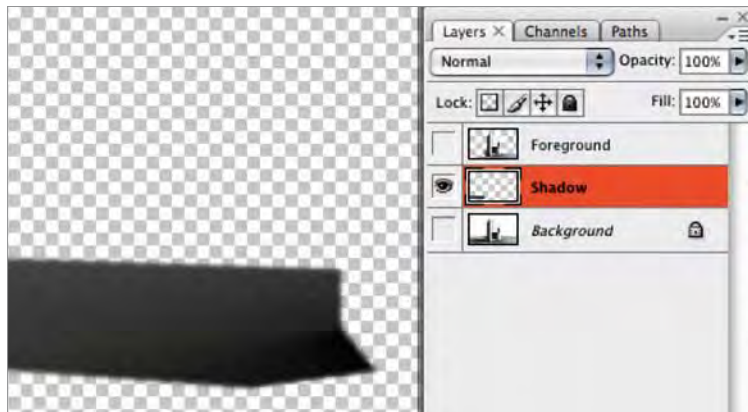 Layers × Channels Paths
Normal Opacity: 100%
Lock: Fill: 100%
Foreground
Shadow
Background